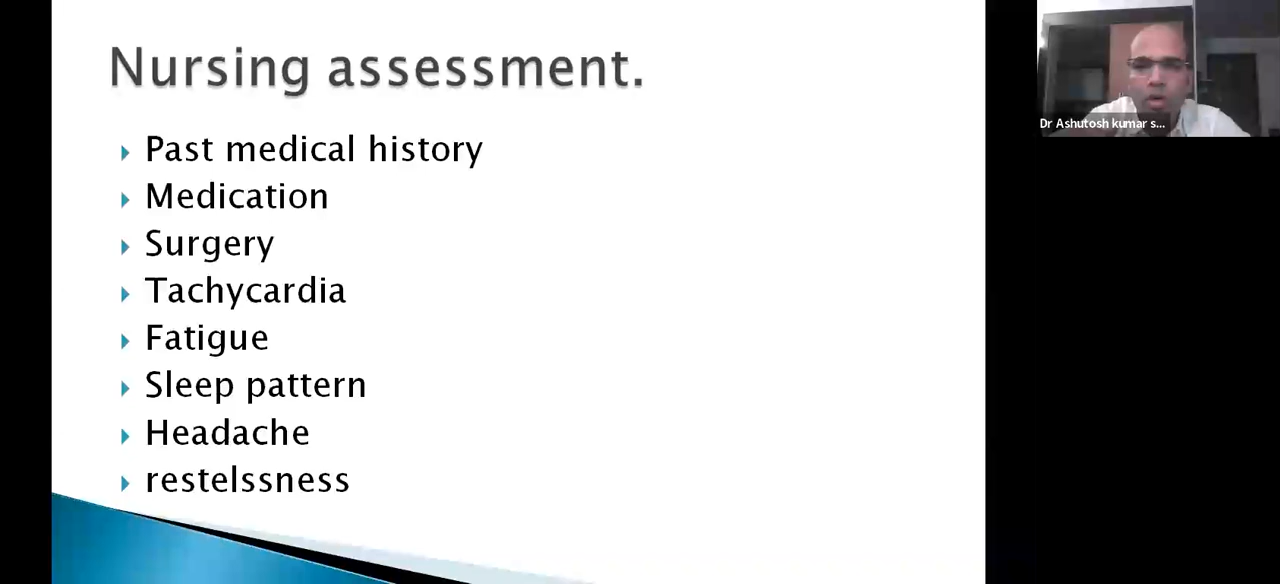 Nursing assessment.
Past medical history
Medication
Surgery
Tachycardia
Fatigue
Sleep pattern
Headache
restelssness
Dr Ashutosh kumar s...